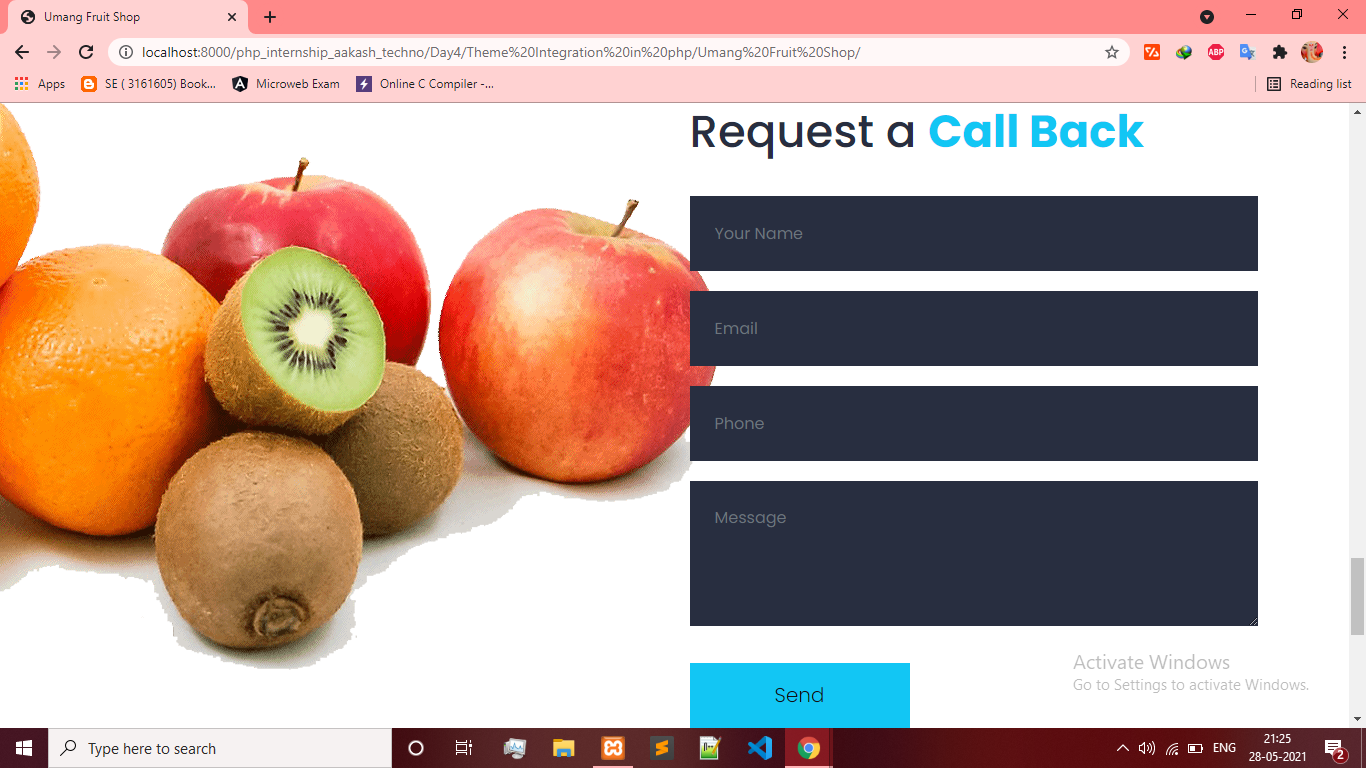 Umang Fruit Shop
localhost:8000/php_internship_aakash_techno/Day4/Theme%20Integration%20in%20php/Umang%20Fruit%20Shop/
ABP
Apps
SE ( 3161605) Book...
Microweb Exam
Online C Compiler -...
Reading list
Request a Call Back
Your Name
Email
Phone
Message
Send
Activate Windows
Go to Settings to activate Windows.
Type here to search
ENG
21:25
28-05-2021
2